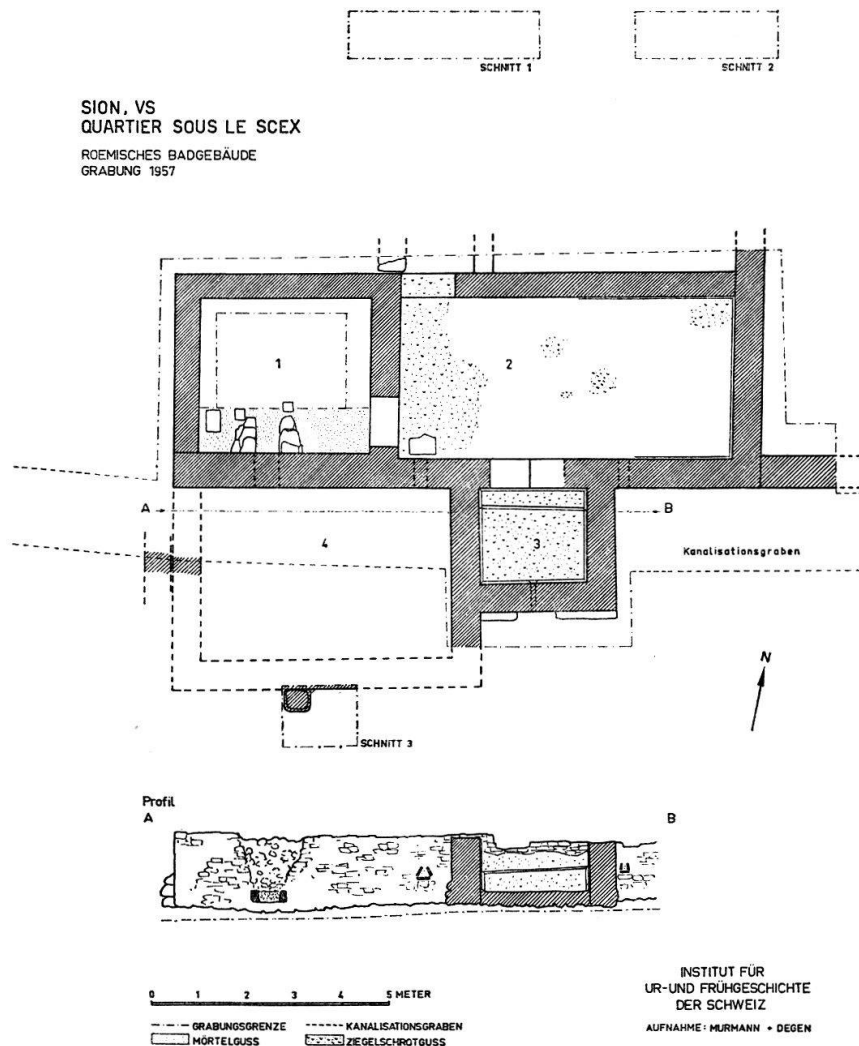 SCHNITT 1
SCHNITT 2
SION, VS
QUARTIER SOUS LE SCEX
ROEMISCHES BADGEBÄUDE
GRABUNG 1957
1
2
A
B
4
3
Kanalisationsgraben
N
SCHNITT 3
Profil
A
B
0 1 2 3 4 5 METER
GRABUNGSGRENZE
KANALISATIONSGRABEN
MÖRTELGUSS
ZIEGELSCHROTGUSS
INSTITUT FÜR
UR-UND FRÜHGESCHICHTE
DER SCHWEIZ
AUFNAHME: MURMANN + DEGEN